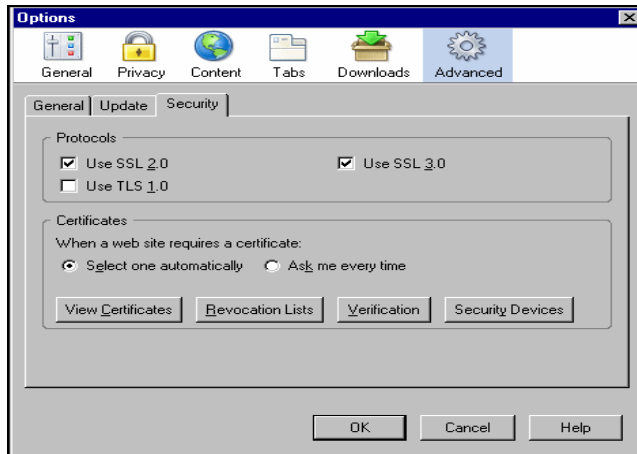 Options
General Privacy Content Tabs Downloads Advanced
General Update Security
Protocols
Use SSL 2.0 Use SSL 3.0
Use TLS 1.0
Certificates
When a web site requires a certificate:
Select one automatically Ask me every time
View Certificates Revocation Lists Verification Security Devices
OK Cancel Help